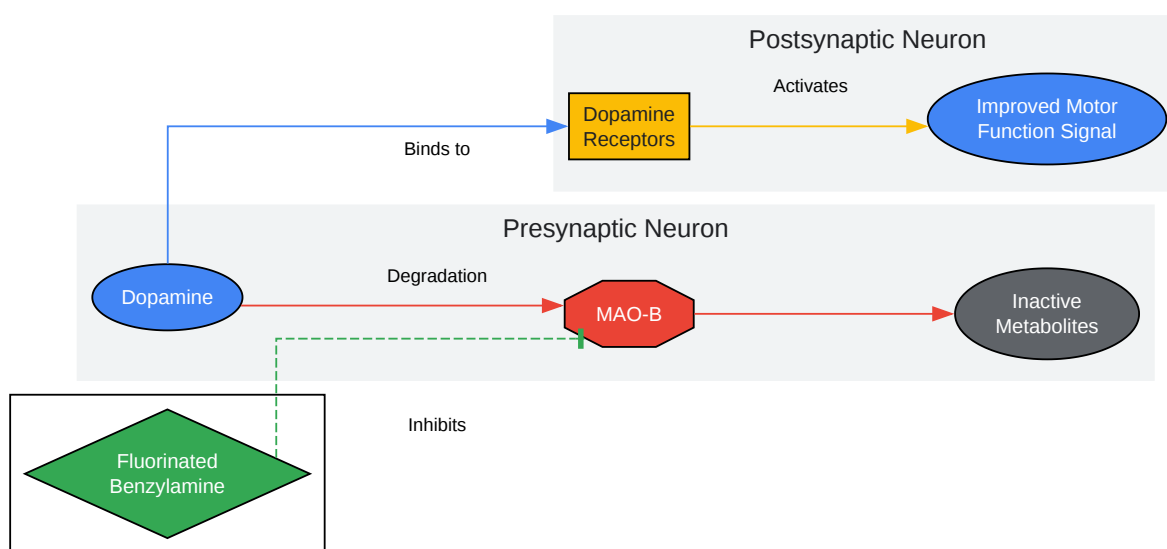 Postsynaptic Neuron
Activates
Dopamine
Receptors
Improved Motor
Function Signal
Binds to
Presynaptic Neuron
Degradation
Dopamine
MAO-B
Inactive
Metabolites
Inhibits
Fluorinated
Benzylamine